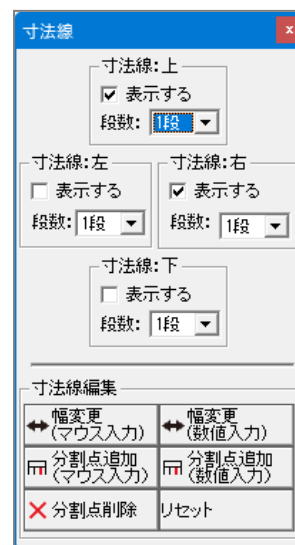 寸法線
寸法線:上
表示する
段数: 1段
寸法線:左
表示する
段数: 1段
寸法線:右
表示する
段数: 1段
寸法線:下
表示する
段数: 1段
寸法線編集
幅変更
(マウス入力)
幅変更
(数値入力)
分割点追加
(マウス入力)
分割点追加
(数値入力)
分割点削除
リセット